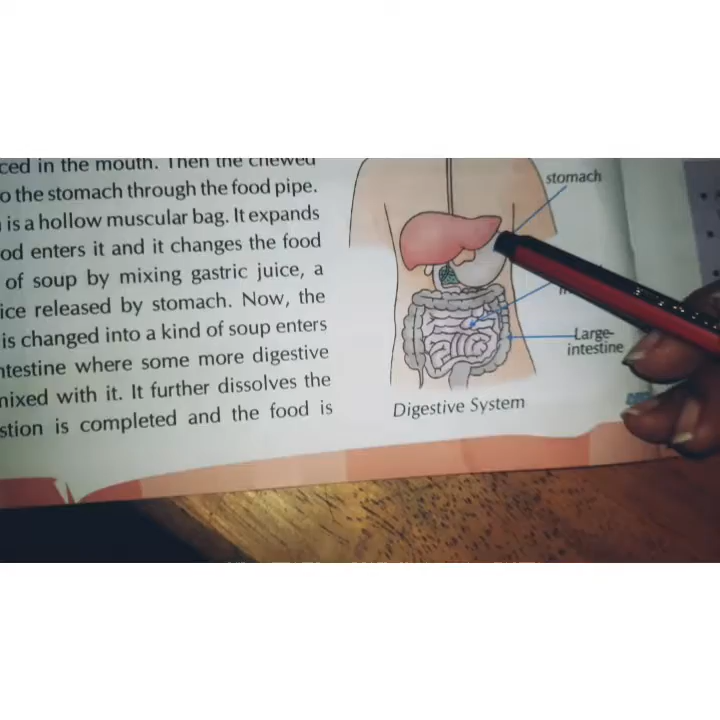 ced in the mouth. Then the chewed
o the stomach through the food pipe.
is a hollow muscular bag. It expands
od enters it and it changes the food
of soup by mixing gastric juice, a
ice released by stomach. Now, the
is changed into a kind of soup enters
ntestine where some more digestive
mixed with it. It further dissolves the
stion is completed and the food is
stomach
Large-
intestine
Digestive System